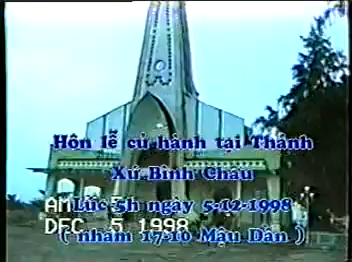 Hôn lễ cử hành tại Thánh
Xứ Bình Châu
Lúc 5h ngày 5-12-1998
( nhằm 17-10 Mậu Dần )
AM
DEC 5 1998